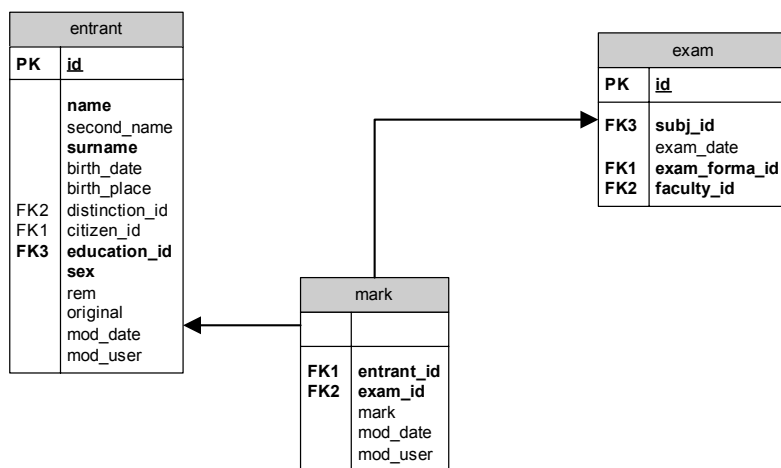 entrant
PK id
name
second_name
surname
birth_date
birth_place
FK2 distinction_id
FK1 citizen_id
FK3 education_id
sex
rem
original
mod_date
mod_user
exam
PK id
FK3 subj_id
exam_date
FK1 exam_forma_id
FK2 faculty_id
mark
FK1 entrant_id
FK2 exam_id
mark
mod_date
mod_user